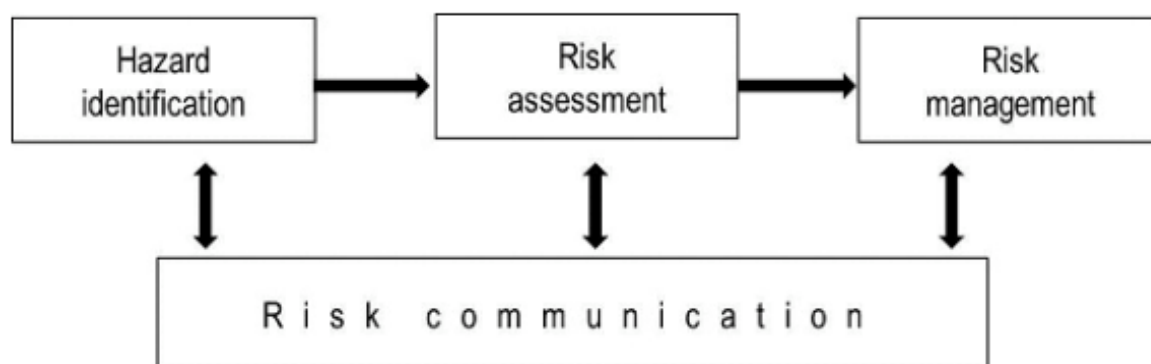 Hazard
identification
Risk
assessment
Risk
management
Risk communication